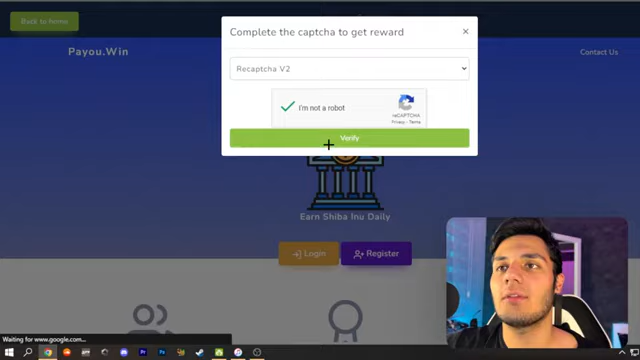 Back to home
Complete the captcha to get reward
×
Payou.Win
Contact Us
Recaptcha V2
I'm not a robot
reCAPTCHA
Privacy - Terms
Verify
Earn Shiba Inu Daily
Login
Register
Waiting for www.google.com...